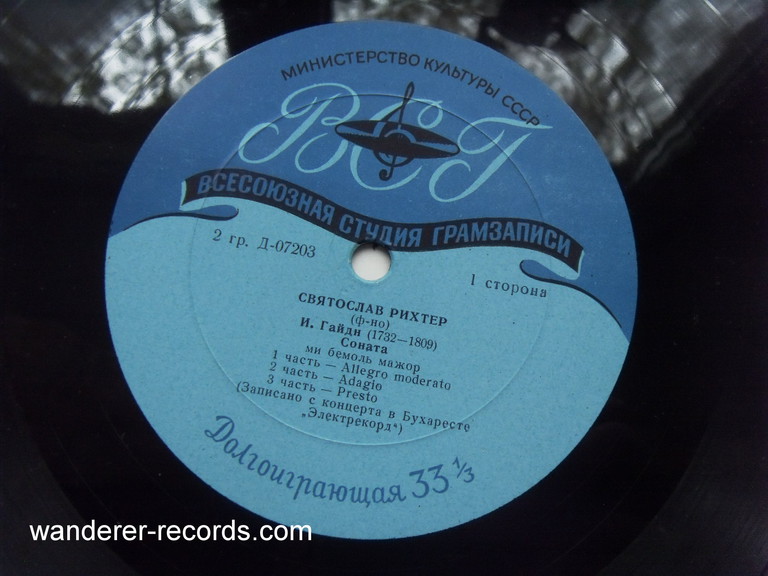 МИНИСТЕРСТВО КУЛЬТУРЫ СССР
ВСГ
ВСЕСОЮЗНАЯ СТУДИЯ ГРАМЗАПИСИ
2 гр. Д-07203
1 сторона
СВЯТОСЛАВ РИХТЕР
(ф-но)
И. Гайдн (1732—1809)
Соната
ми бемоль мажор
1 часть — Allegro moderato
2 часть — Adagio
3 часть — Presto
(Записано с концерта в Бухаресте
„Электрекорд“)
Долгоиграющая 33 1/3
wanderer-records.com